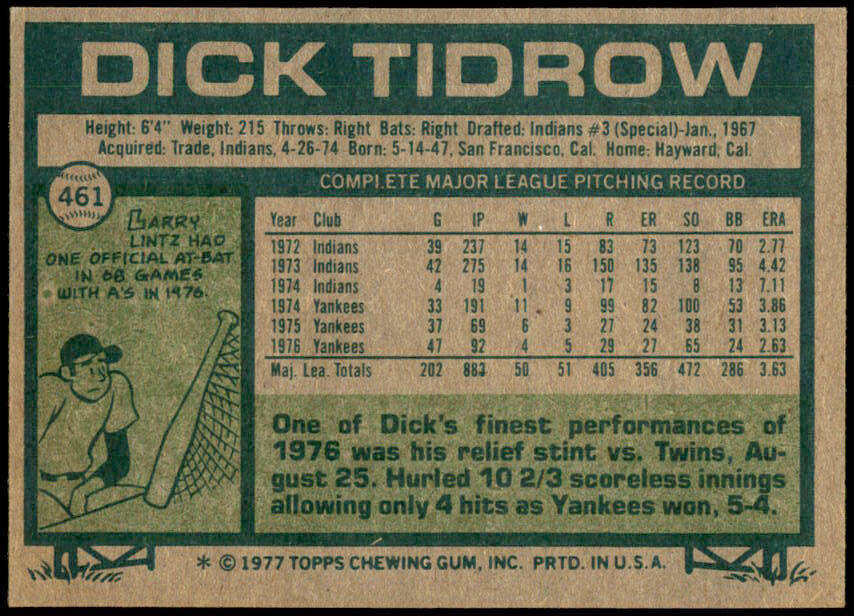 DICK TIDROW
Height: 6'4" Weight: 215 Throws: Right Bats: Right Drafted: Indians #3 (Special)-Jan., 1967
Acquired: Trade, Indians, 4-26-74 Born: 5-14-47, San Francisco, Cal. Home: Hayward, Cal.
461
LARRY
LINTZ HAD
ONE OFFICIAL AT-BAT
IN 68 GAMES
WITH A'S IN 1976.
COMPLETE MAJOR LEAGUE PITCHING RECORD
Year Club G IP W L R ER SO BB ERA
1972 Indians 39 237 14 15 83 73 123 70 2.77
1973 Indians 42 275 14 16 150 135 138 95 4.42
1974 Indians 4 19 1 3 17 15 8 13 7.11
1974 Yankees 33 191 11 9 99 82 100 53 3.86
1975 Yankees 37 69 6 3 27 24 38 31 3.13
1976 Yankees 47 92 4 5 29 27 65 24 2.63
Maj. Lea. Totals 202 883 50 51 405 356 472 286 3.63
One of Dick's finest performances of
1976 was his relief stint vs. Twins, Au-
gust 25. Hurled 10 2/3 scoreless innings
allowing only 4 hits as Yankees won, 5-4.
* © 1977 TOPPS CHEWING GUM, INC. PRTD. IN U.S.A.